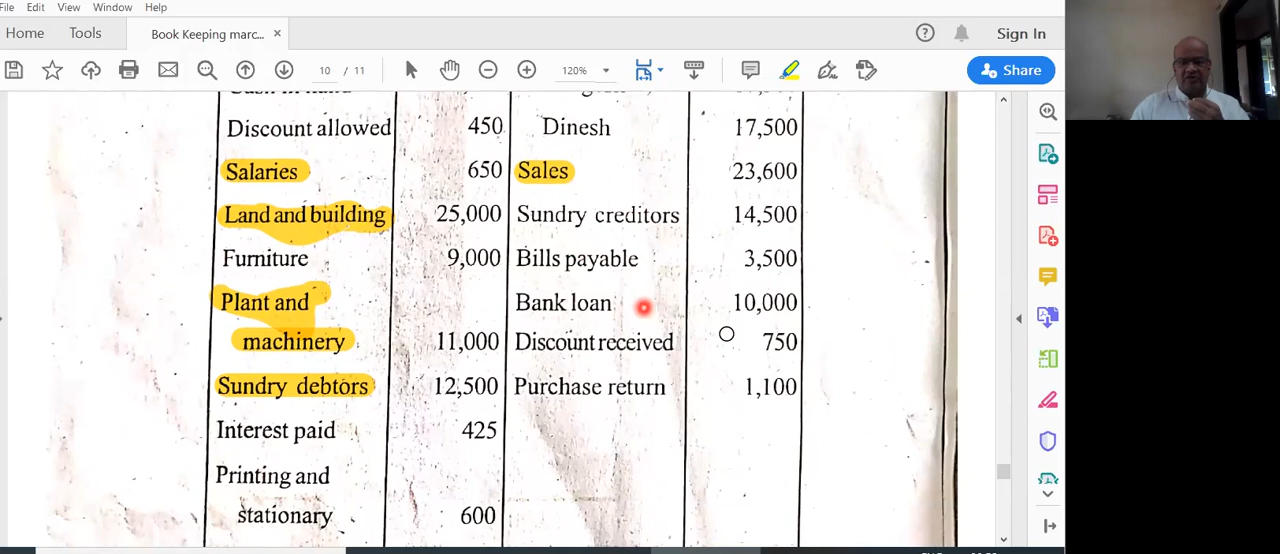 File Edit View Window Help
Home Tools Book Keeping marc... × Sign In
10 / 11 120% Share
Discount allowed 450 Dinesh 17,500
Salaries 650 Sales 23,600
Land and building 25,000 Sundry creditors 14,500
Furniture 9,000 Bills payable 3,500
Plant and Bank loan 10,000
machinery 11,000 Discount received 750
Sundry debtors 12,500 Purchase return 1,100
Interest paid 425
Printing and
stationary 600